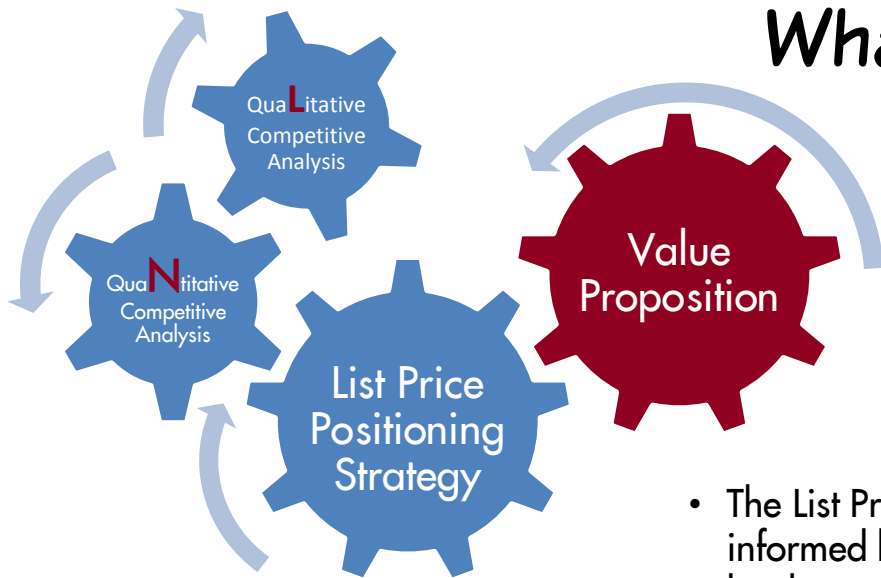 Wha
QuaLitative
Competitive
Analysis
QuaNtitative
Competitive
Analysis
Value
Proposition
List Price
Positioning
Strategy
• The List Pr
informed